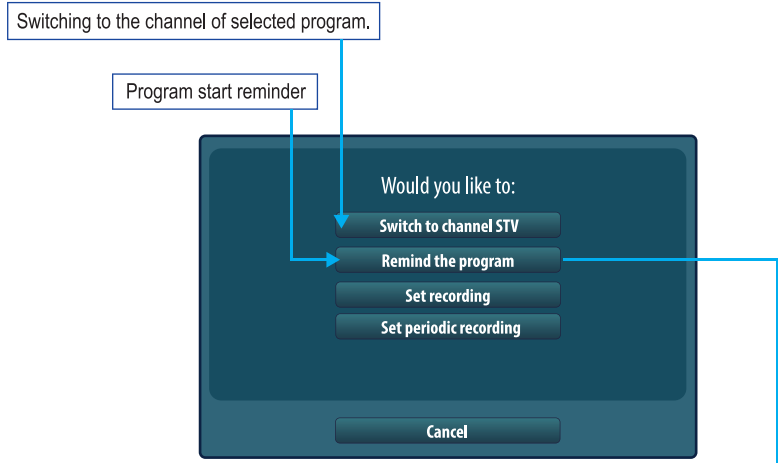 Switching to the channel of selected program.
Program start reminder
Would you like to:
Switch to channel STV
Remind the program
Set recording
Set periodic recording
Cancel